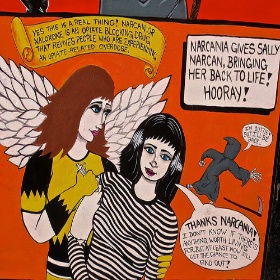 YES THIS IS A REAL THING! NARCAN OR
NALOXONE IS AN OPIATE BLOCKING DRUG
THAT REVIVES PEOPLE WHO ARE EXPERIENCING
AN OPIATE RELATED OVERDOSE.
NARCANIA GIVES SALLY
NARCAN, BRINGING
HER BACK TO LIFE!
HOORAY!
THANKS NARCANIA!
I DON'T KNOW IF THERE'S
ANYTHING WORTH LIVING
FOR, BUT AT LEAST I'LL STILL
GET THE CHANCE TO
FIND OUT!